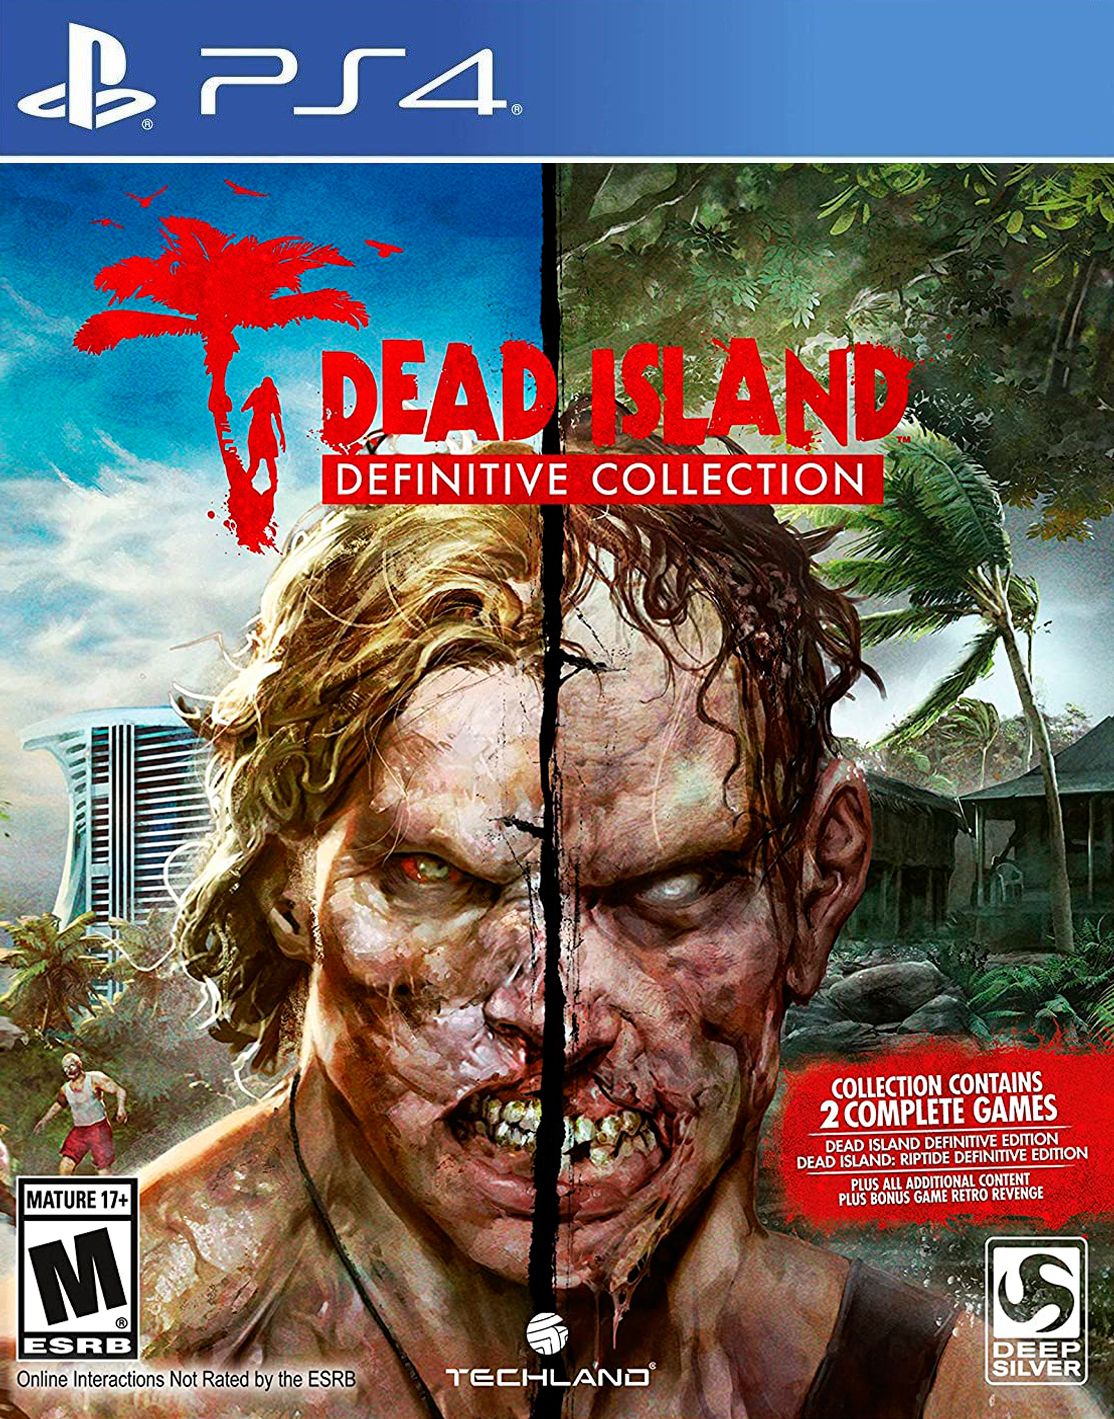 PS4
DEAD ISLAND™
DEFINITIVE COLLECTION
COLLECTION CONTAINS
2 COMPLETE GAMES
DEAD ISLAND DEFINITIVE EDITION
DEAD ISLAND: RIPTIDE DEFINITIVE EDITION
PLUS ALL ADDITIONAL CONTENT
PLUS BONUS GAME RETRO REVENGE
MATURE 17+
M®
ESRB
Online Interactions Not Rated by the ESRB
TECHLAND®
DEEP
SILVER